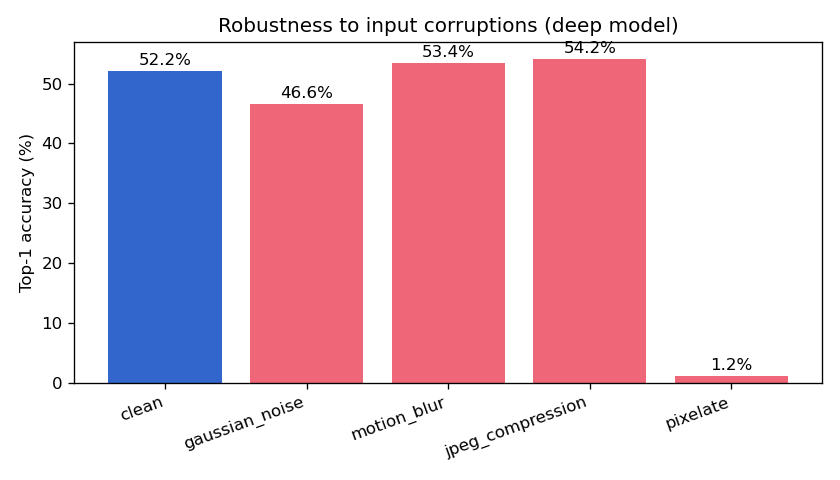 Robustness to input corruptions (deep model)
Top-1 accuracy (%)
50
40
30
20
10
0
52.2%
46.6%
53.4%
54.2%
1.2%
clean
gaussian_noise
motion_blur
jpeg_compression
pixelate